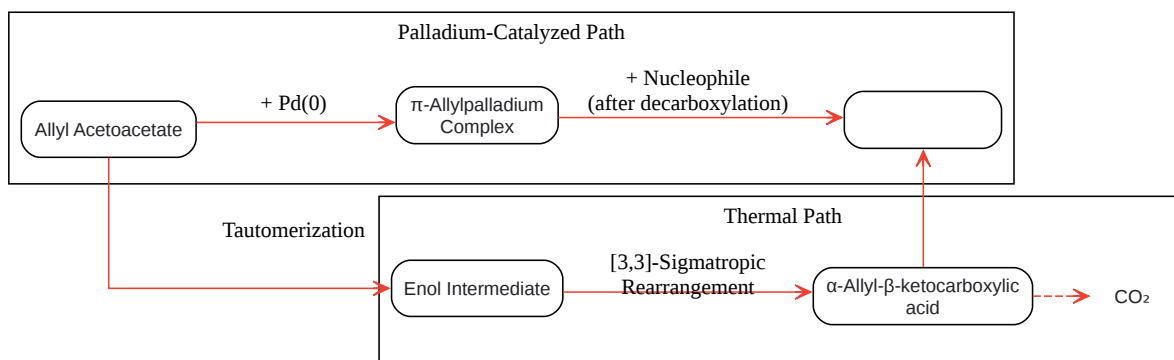 Palladium-Catalyzed Path
Allyl Acetoacetate
+ Pd(0)
π-Allylpalladium
Complex
+ Nucleophile
(after decarboxylation)
Tautomerization
Thermal Path
Enol Intermediate
[3,3]-Sigmatropic
Rearrangement
α-Allyl-β-ketocarboxylic
acid
CO₂